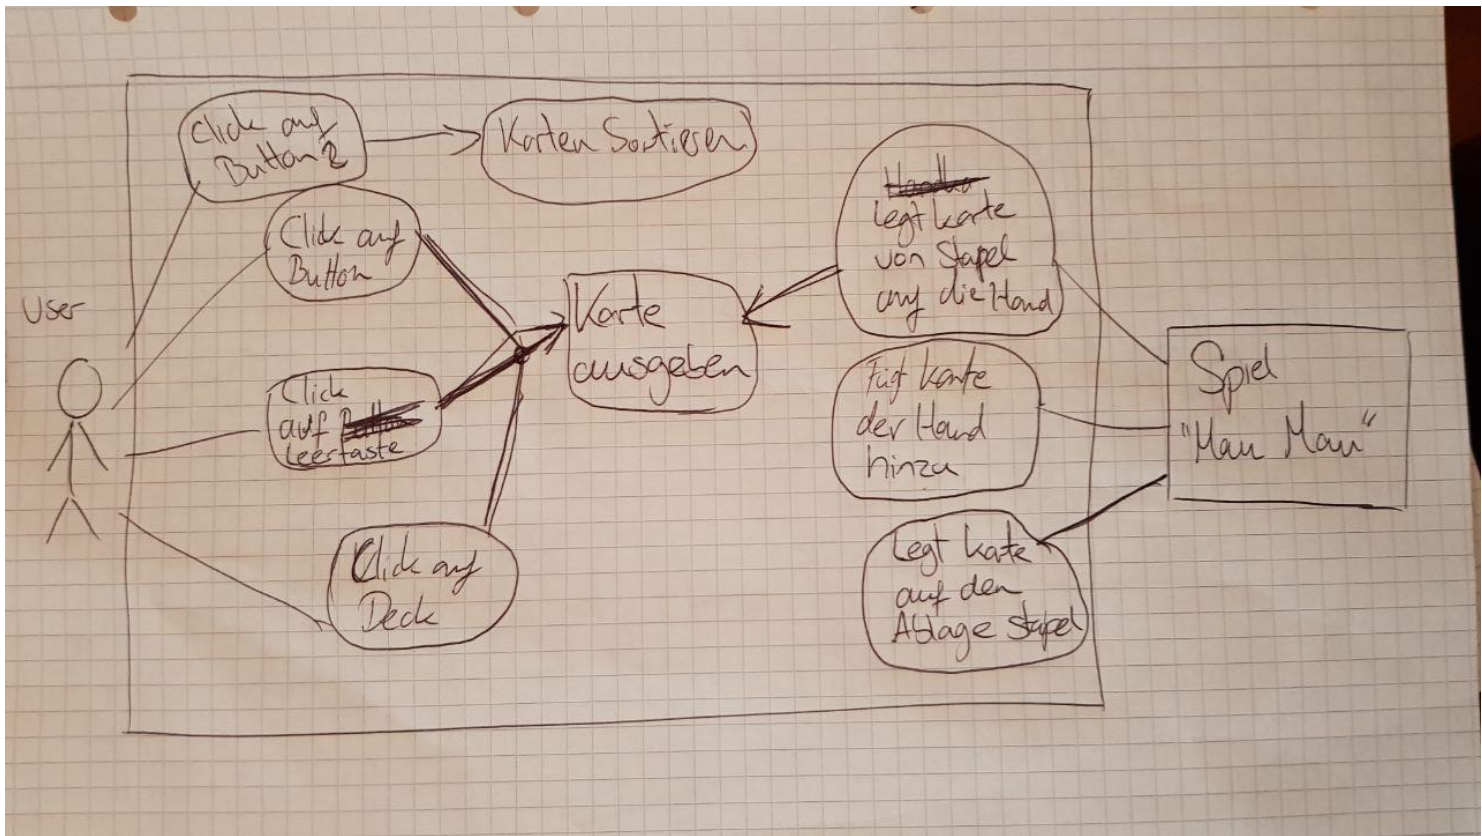 User
Click auf
Button 2
Karten Sortieren
Click auf
Button
Click
auf
Leertaste
Click auf
Deck
Karte
ausgeben
legt karte
von Stapel
auf die Hand
Fügt karte
der Hand
hinzu
Legt karte
auf den
Ablage stapel
Spiel
"Mau Mau"